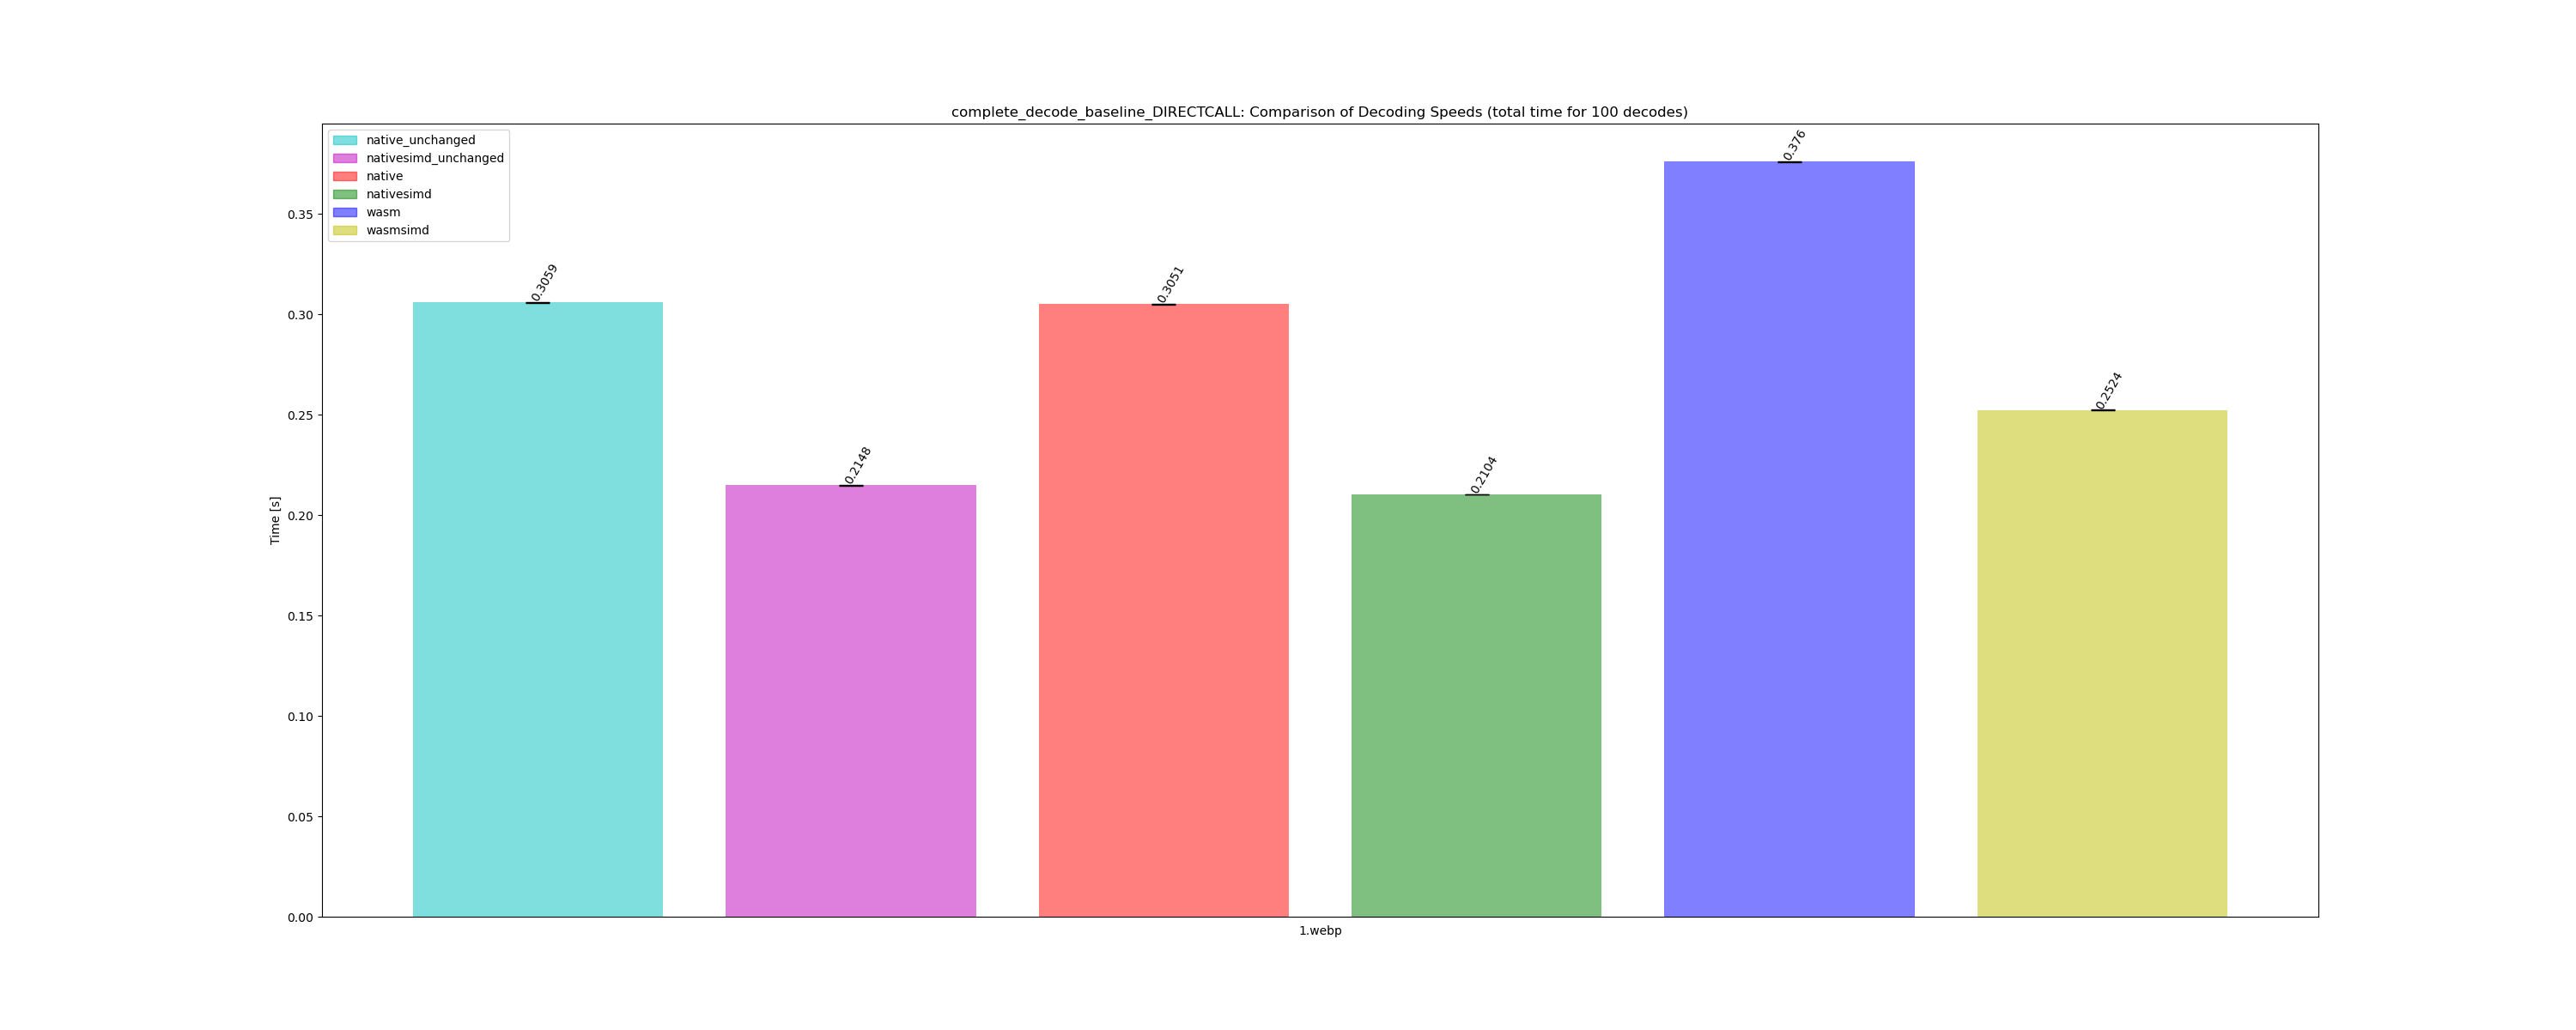 complete_decode_baseline_DIRECTCALL: Comparison of Decoding Speeds (total time for 100 decodes)
native_unchanged
nativesimd_unchanged
native
nativesimd
wasm
wasmsimd
0.3059
0.2148
0.3051
0.2104
0.376
0.2524
Time [s]
0.35
0.30
0.25
0.20
0.15
0.10
0.05
0.00
1.webp